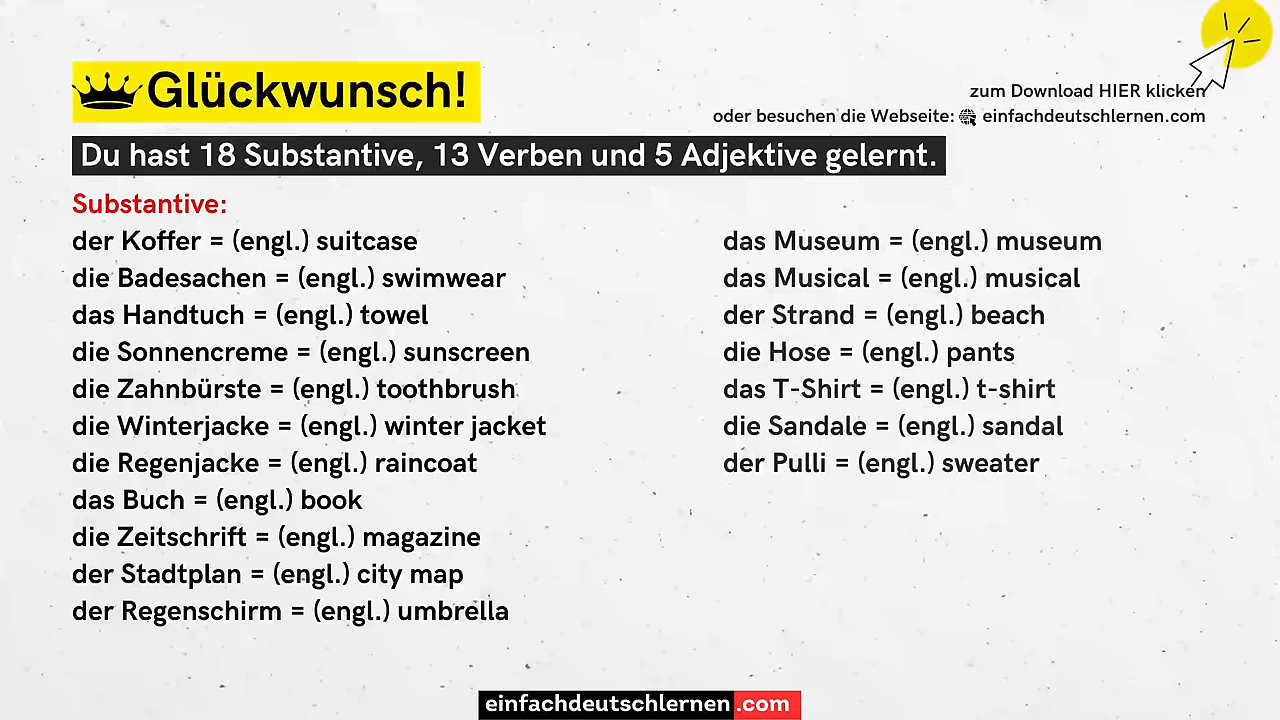 Glückwunsch!
zum Download HIER klicken
oder besuchen die Webseite: einfachdeutschlernen.com
Du hast 18 Substantive, 13 Verben und 5 Adjektive gelernt.
Substantive:
der Koffer = (engl.) suitcase
die Badesachen = (engl.) swimwear
das Handtuch = (engl.) towel
die Sonnencreme = (engl.) sunscreen
die Zahnbürste = (engl.) toothbrush
die Winterjacke = (engl.) winter jacket
die Regenjacke = (engl.) raincoat
das Buch = (engl.) book
die Zeitschrift = (engl.) magazine
der Stadtplan = (engl.) city map
der Regenschirm = (engl.) umbrella
das Museum = (engl.) museum
das Musical = (engl.) musical
der Strand = (engl.) beach
die Hose = (engl.) pants
das T-Shirt = (engl.) t-shirt
die Sandale = (engl.) sandal
der Pulli = (engl.) sweater
einfachdeutschlernen.com